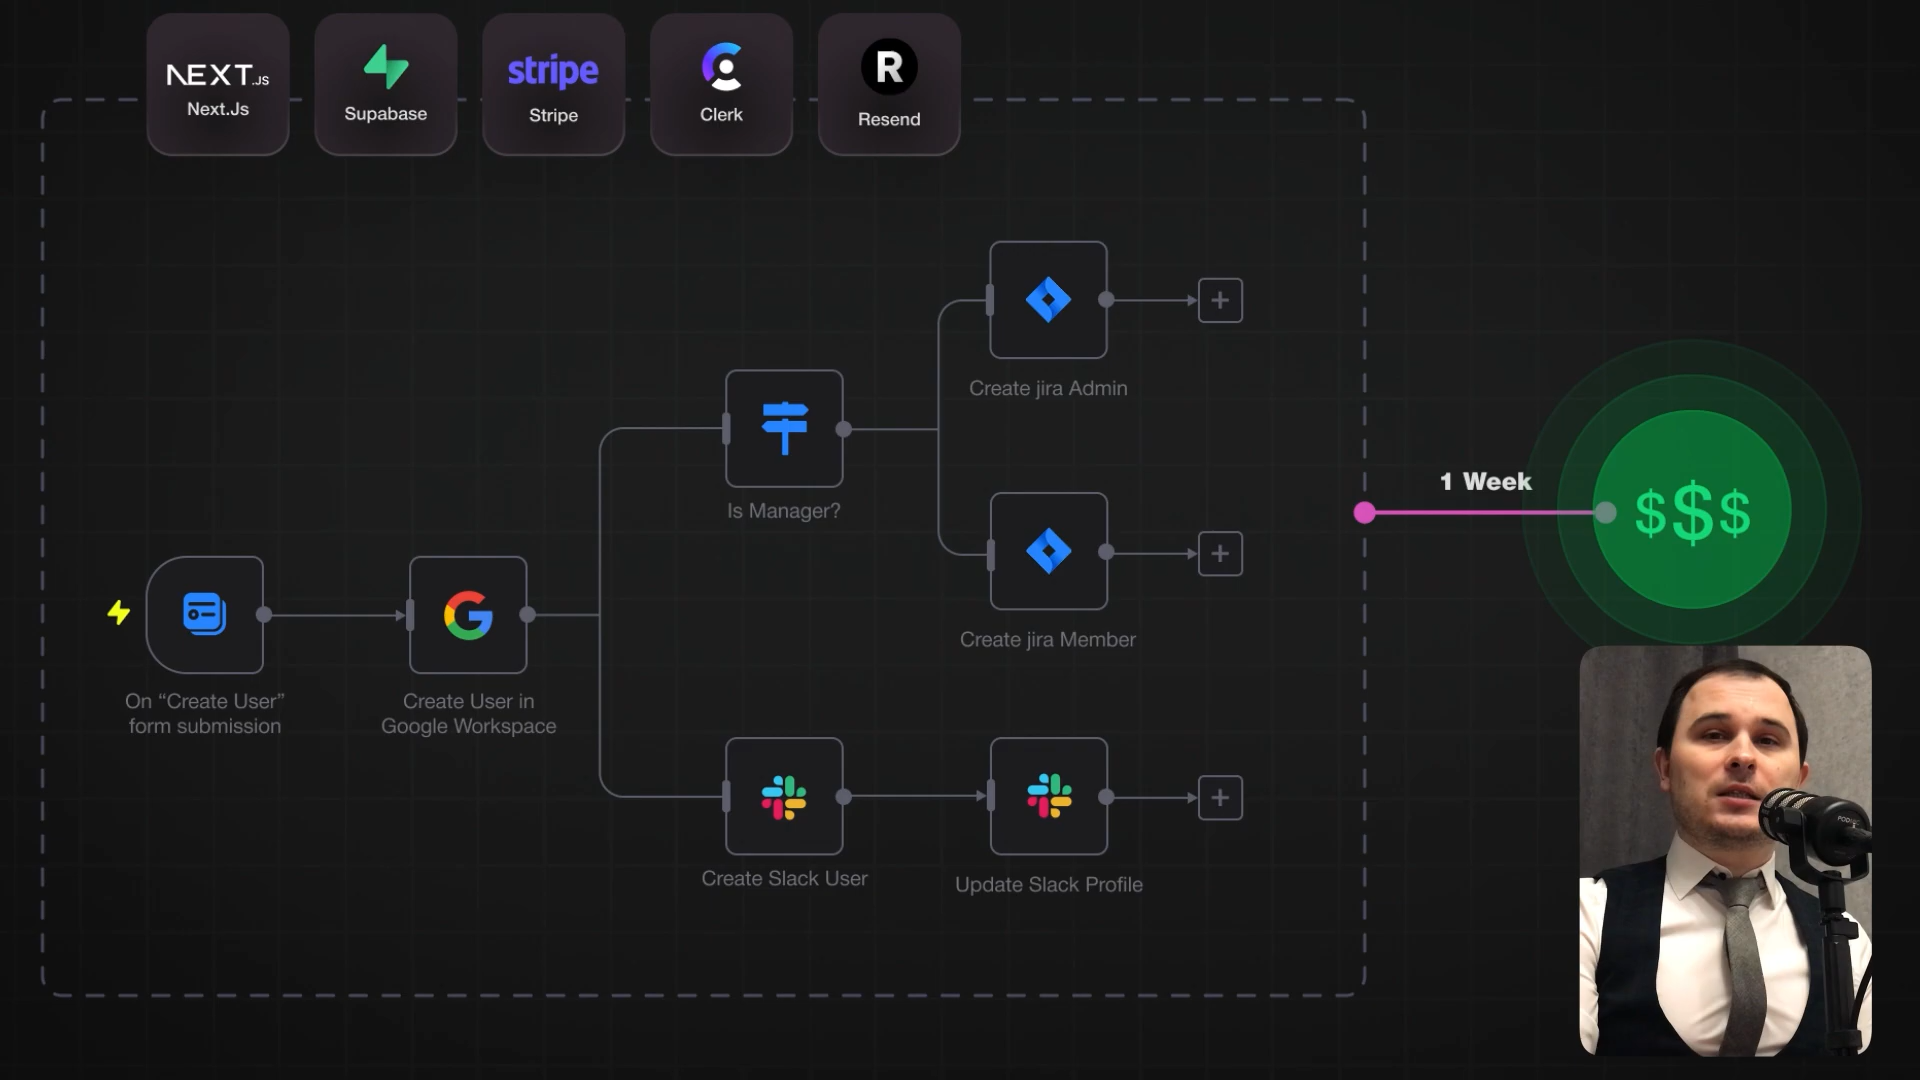 NEXT.JS
Next.Js
Supabase
stripe
Stripe
Clerk
R
Resend
Create jira Admin
Is Manager?
1 Week
$$$
Create jira Member
On “Create User”
form submission
Create User in
Google Workspace
Create Slack User
Update Slack Profile